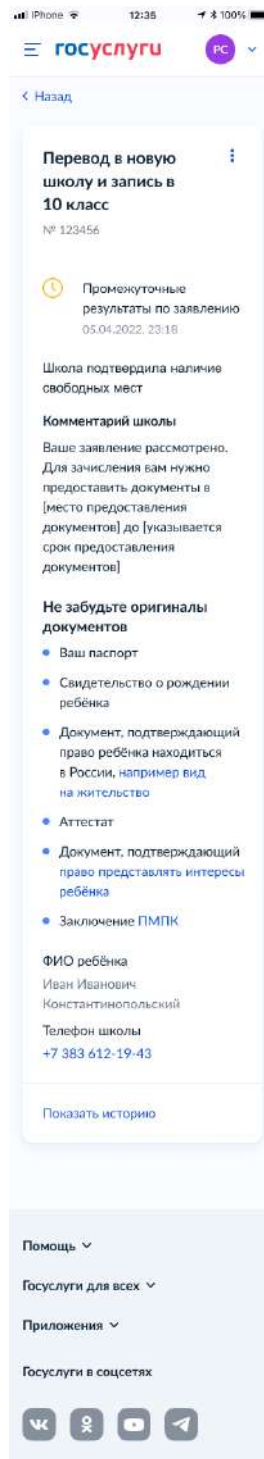 iPhone 12:35 100%
госуслуги РС
Назад
Перевод в новую
школу и запись в
10 класс
№ 123456
Промежуточные
результаты по заявлению
05.04.2022, 23:18
Школа подтвердила наличие
свободных мест
Комментарий школы
Ваше заявление рассмотрено.
Для зачисления вам нужно
предоставить документы в
[место предоставления
документов] до [указывается
срок предоставления
документов]
Не забудьте оригиналы
документов
Ваш паспорт
Свидетельство о рождении
ребёнка
Документ, подтверждающий
право ребёнка находиться
в России, например вид
на жительство
Аттестат
Документ, подтверждающий
право представлять интересы
ребёнка
Заключение ПМПК
ФИО ребёнка
Иван Иванович
Константинопольский
Телефон школы
+7 383 612-19-43
Показать историю
Помощь
Госуслуги для всех
Приложения
Госуслуги в соцсетях